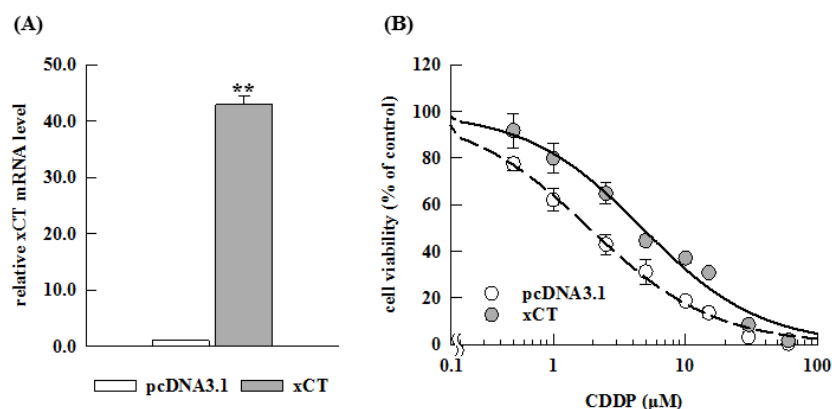 (A)
50.0
40.0
30.0
20.0
10.0
0.0
relative xCT mRNA level
**
pcDNA3.1 xCT
(B)
120
100
80
60
40
20
0
cell viability (% of control)
pcDNA3.1
xCT
0.1 1 10 100
CDDP (μM)